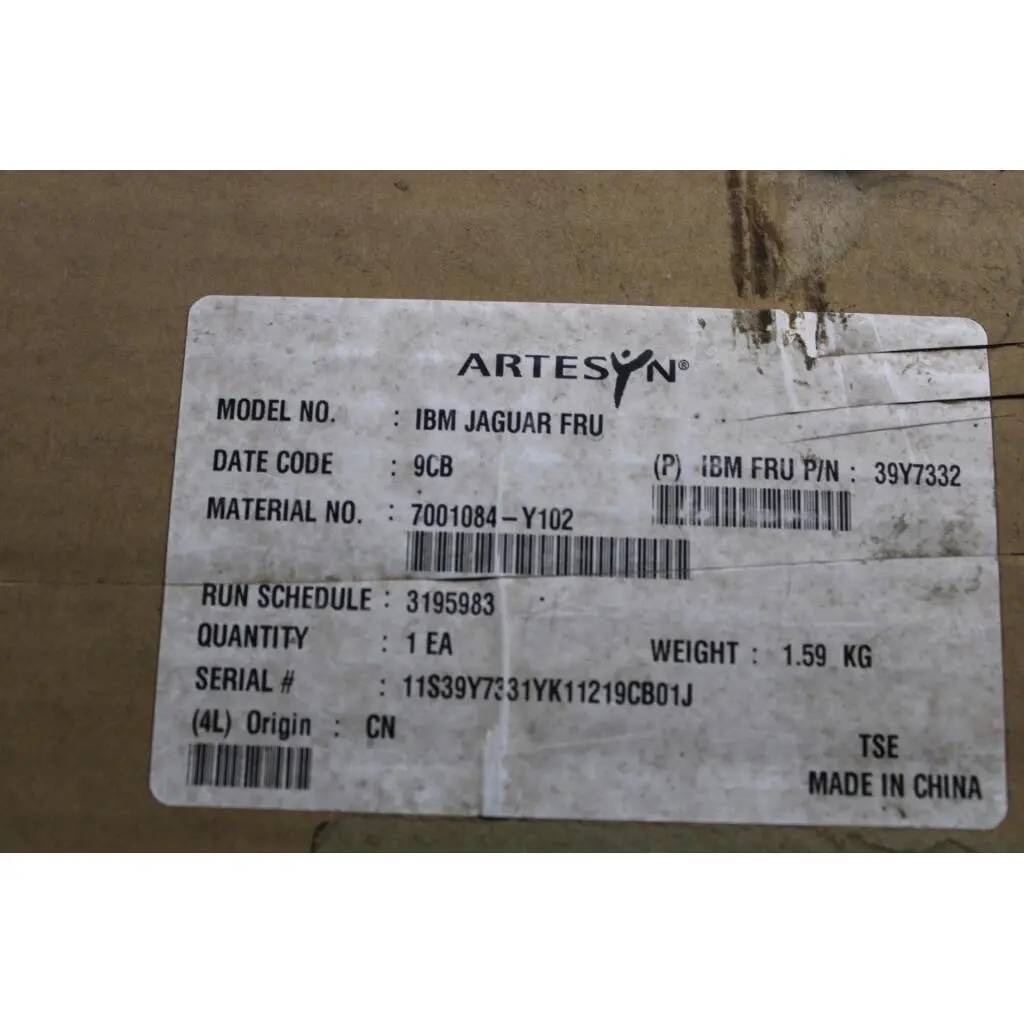 ARTESYN®
MODEL NO. : IBM JAGUAR FRU
DATE CODE : 9CB (P) IBM FRU P/N : 39Y7332
MATERIAL NO. : 7001084-Y102
RUN SCHEDULE : 3195983
QUANTITY : 1 EA WEIGHT : 1.59 KG
SERIAL # : 11S39Y7331YK11219CB01J
(4L) Origin : CN
TSE
MADE IN CHINA